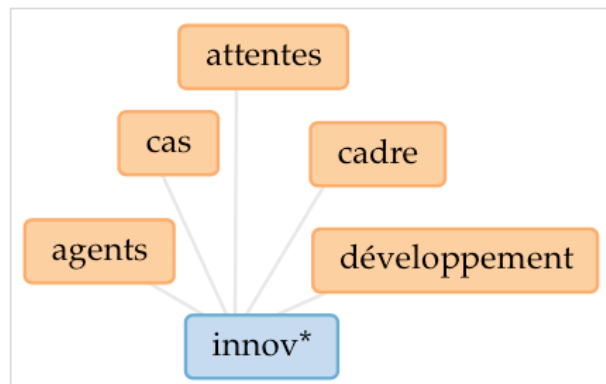 attentes
cas
cadre
agents
développement
innov*